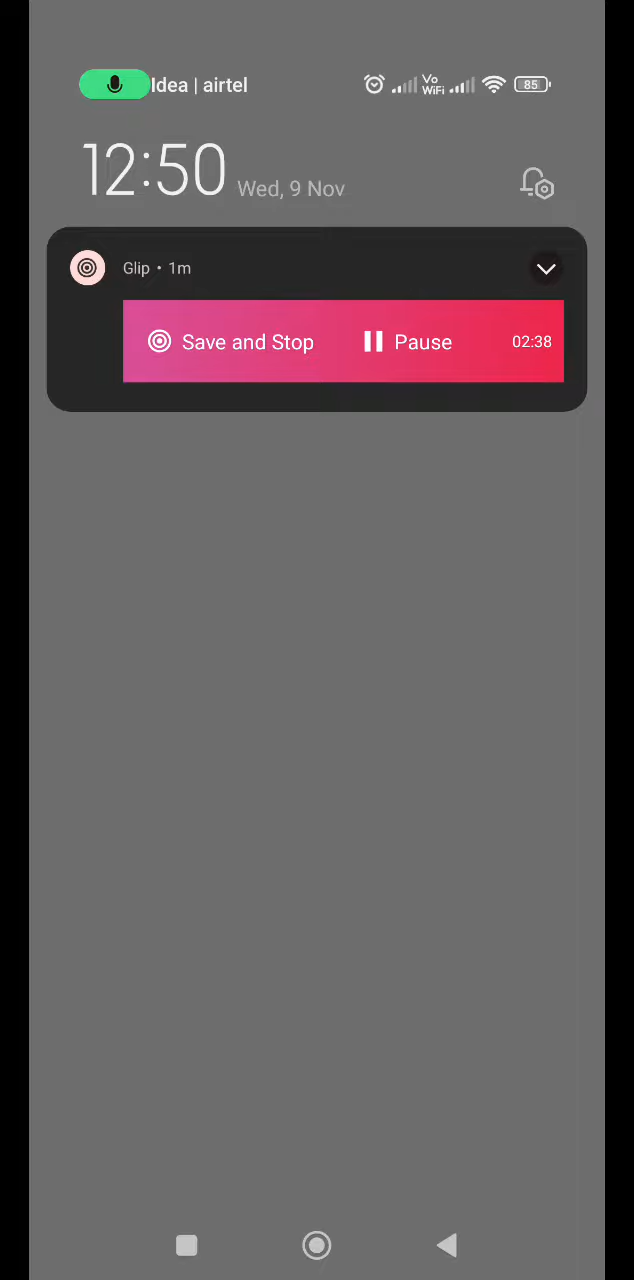 Idea | airtel Vo WiFi 85
12:50 Wed, 9 Nov
Glip • 1m
Save and Stop Pause 02:38